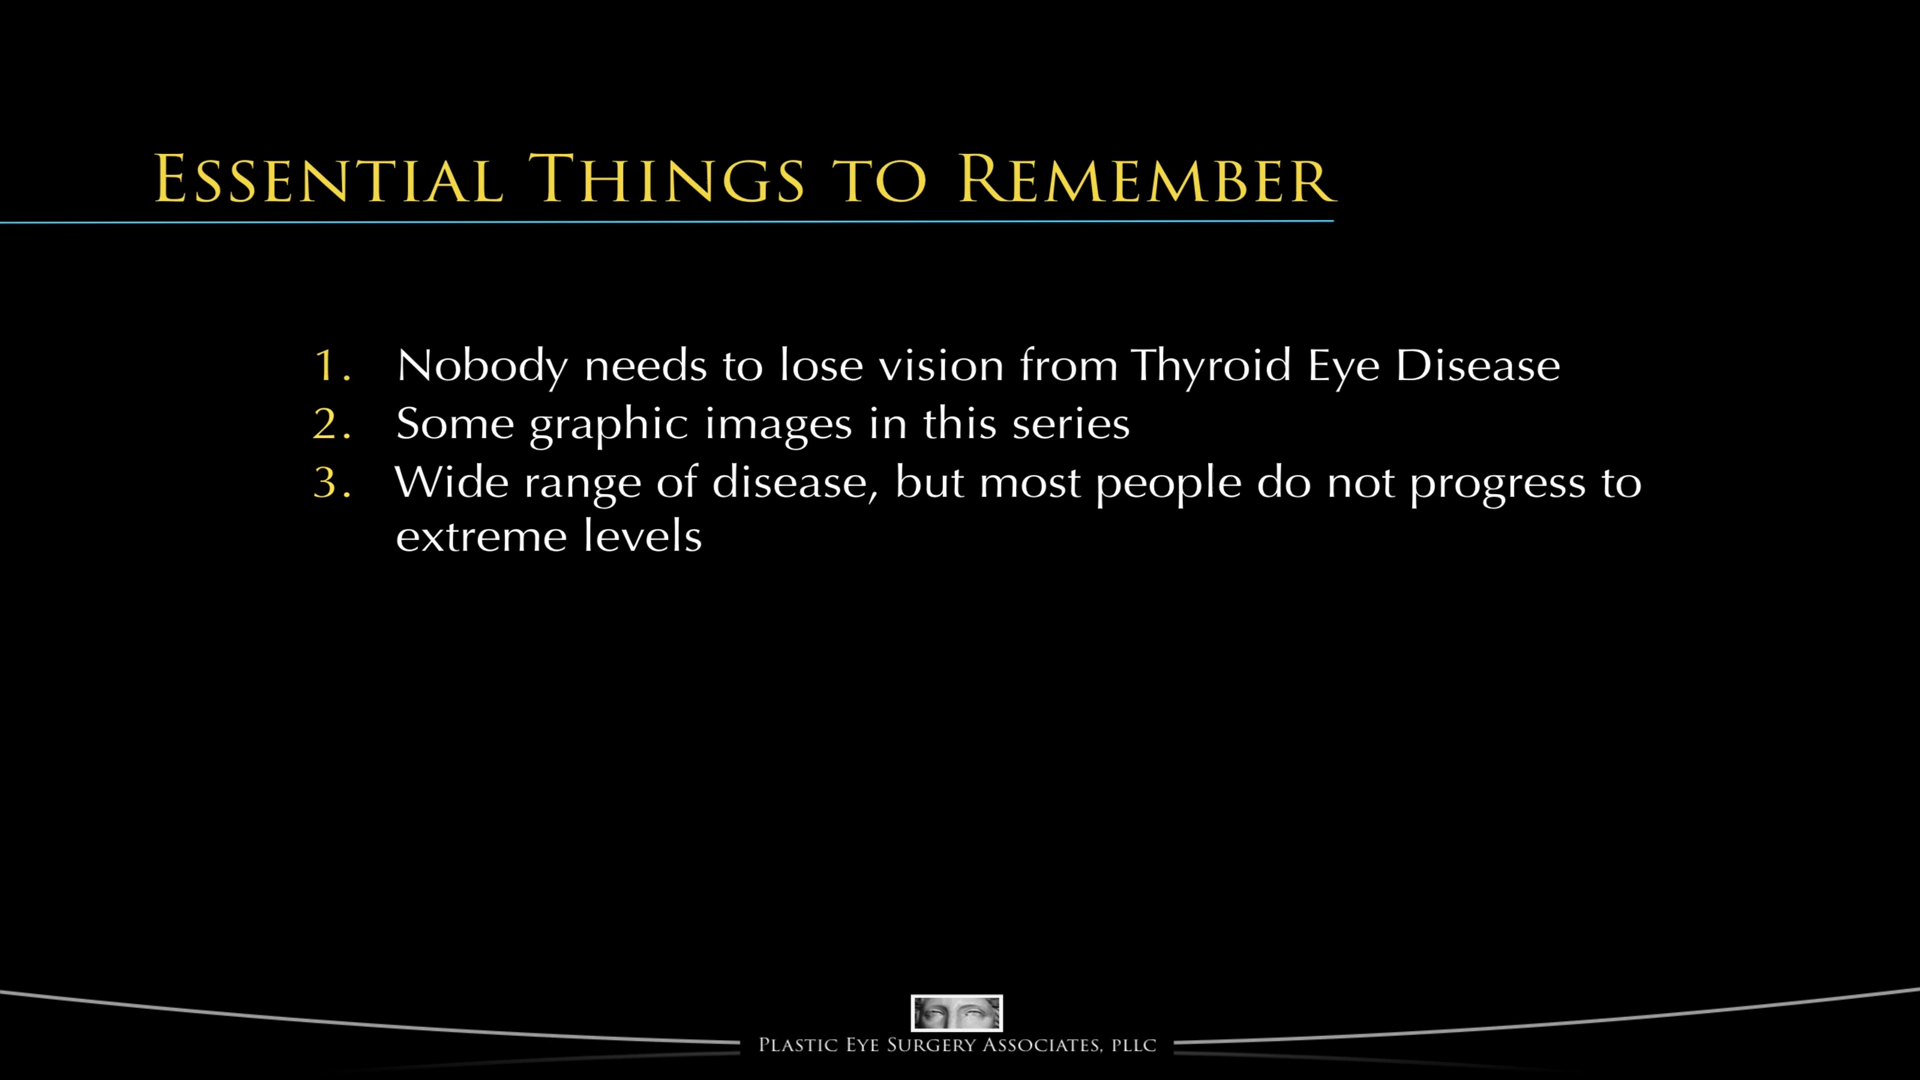 Essential Things to Remember
1. Nobody needs to lose vision from Thyroid Eye Disease
2. Some graphic images in this series
3. Wide range of disease, but most people do not progress to
extreme levels
Plastic Eye Surgery Associates, PLLC